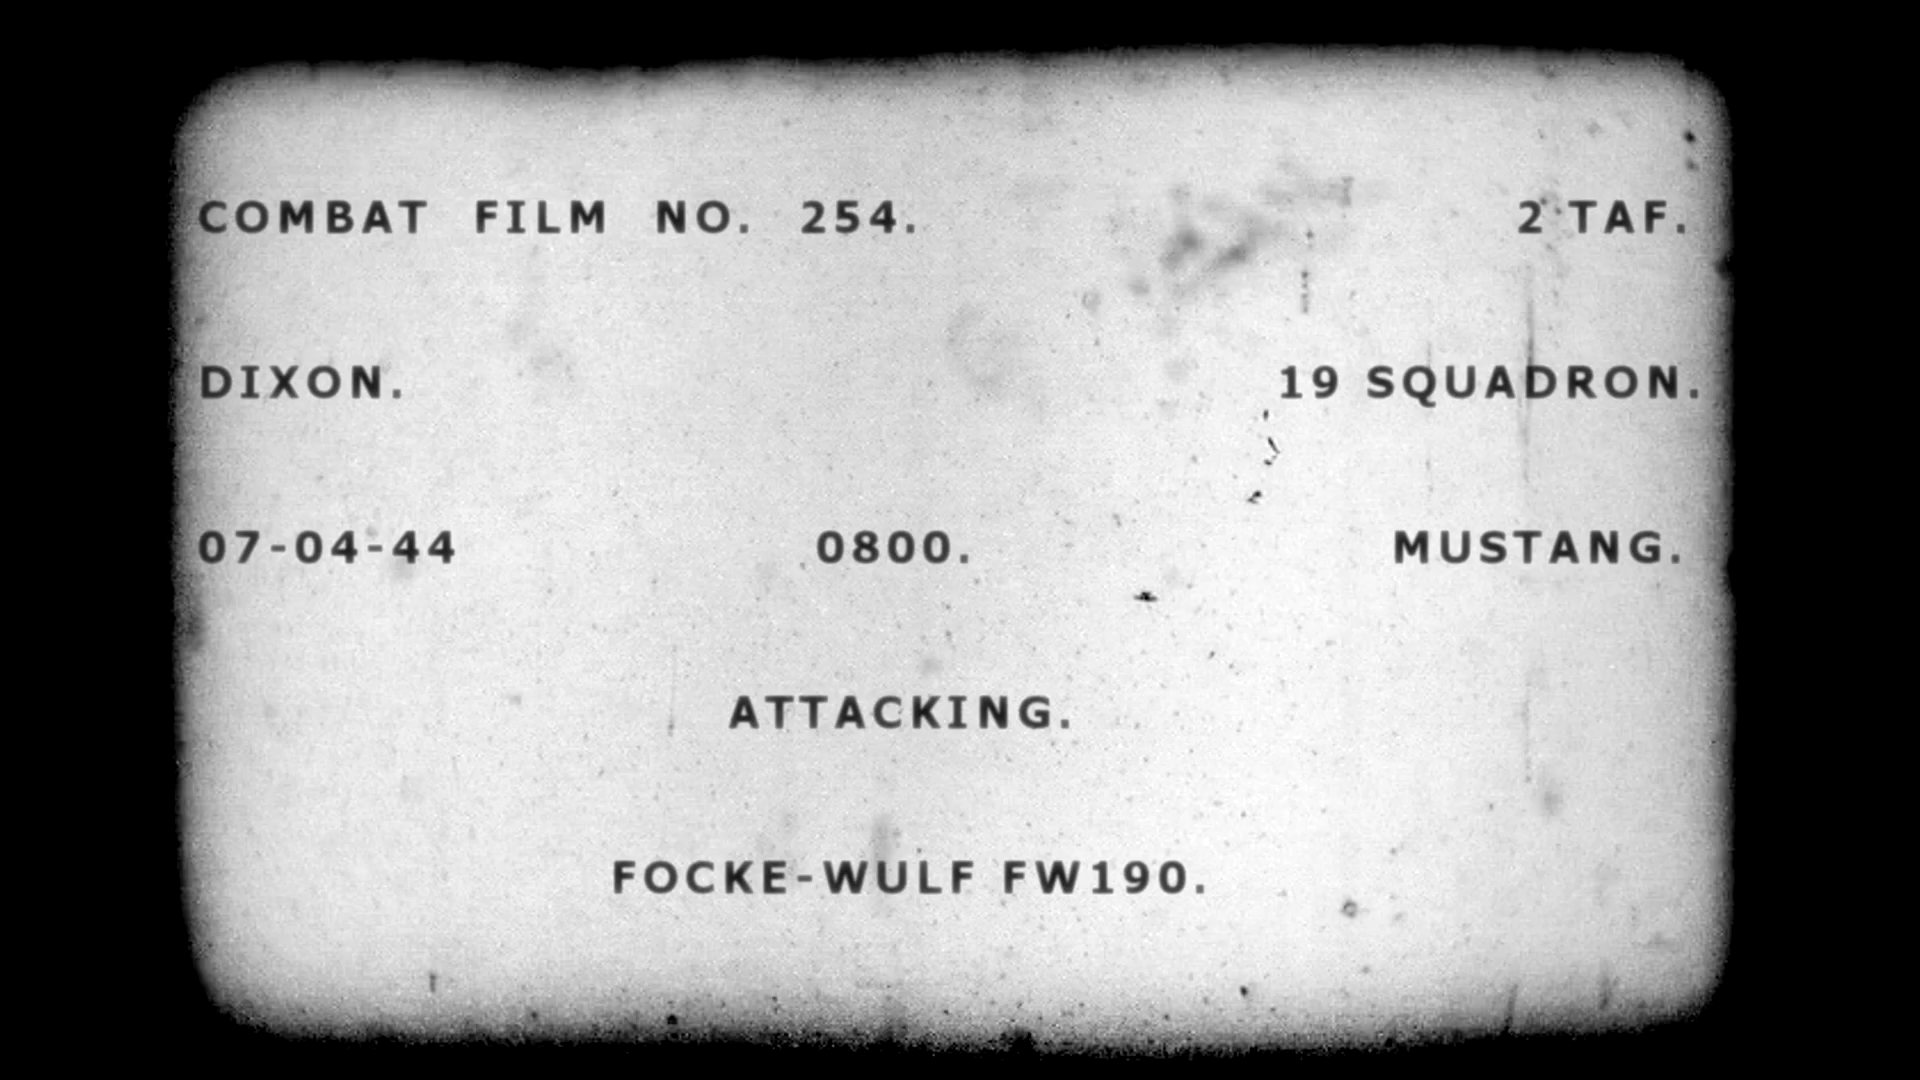 COMBAT FILM NO. 254. 2 TAF.
DIXON. 19 SQUADRON.
07-04-44 0800. MUSTANG.
ATTACKING.
FOCKE-WULF FW190.